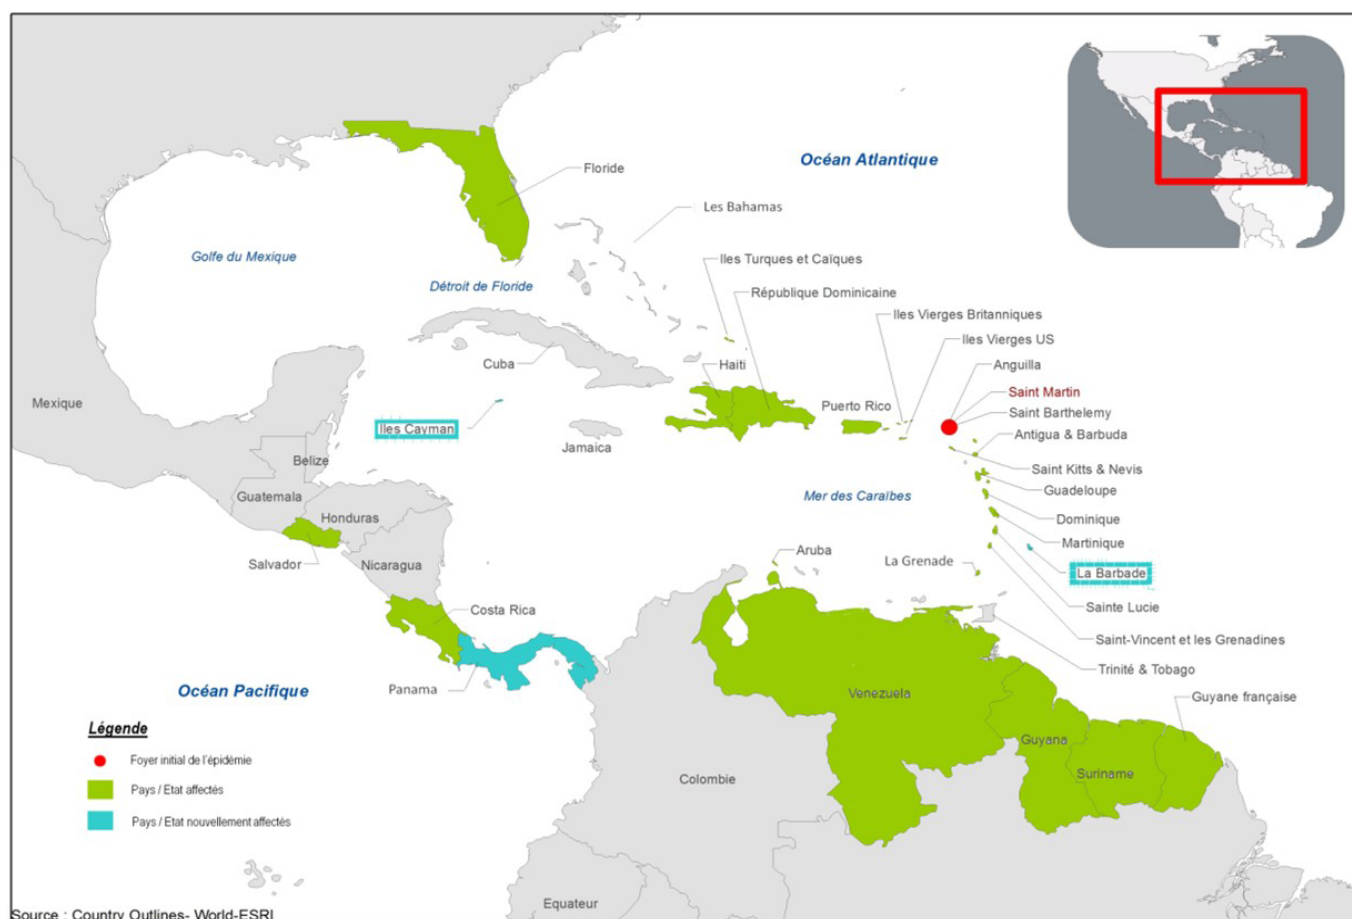 Océan Atlantique
Floride
Les Bahamas
Golfe du Mexique
Iles Turques et Caïques
Détroit de Floride
République Dominicaine
Iles Vierges Britanniques
Iles Vierges US
Cuba
Haiti
Anguilla
Saint Martin
Mexique
Puerto Rico
Saint Barthelemy
Iles Cayman
Antigua & Barbuda
Jamaica
Belize
Saint Kitts & Nevis
Guadeloupe
Guatemala
Mer des Caraïbes
Honduras
Dominique
Martinique
Aruba
La Grenade
Salvador
Nicaragua
La Barbade
Costa Rica
Sainte Lucie
Saint-Vincent et les Grenadines
Trinité & Tobago
Océan Pacifique
Panama
Venezuela
Guyane française
Légende
Foyer initial de l'épidémie
Guyana
Pays / Etat affectés
Colombie
Suriname
Pays / Etat nouvellement affectés
Equateur
Source : Country Outlines- World-ESRI